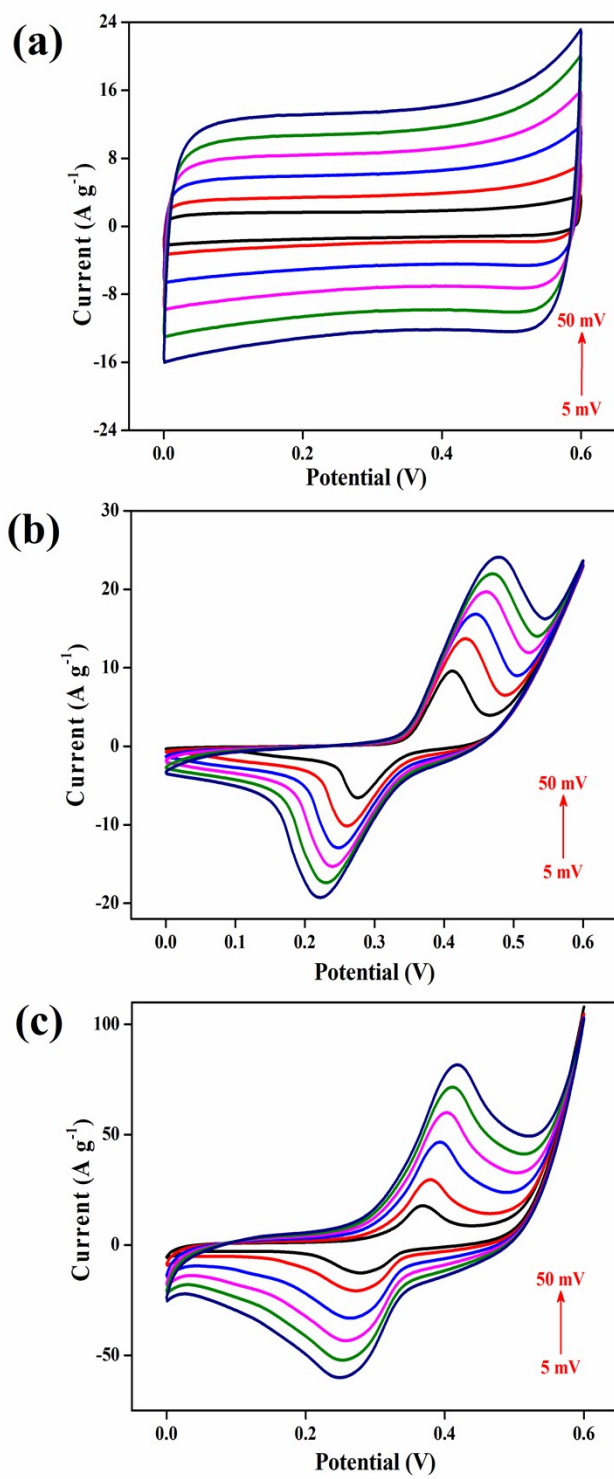 (a)
24
16
8
0
-8
-16
-24
Current (A g-1)
50 mV
5 mV
0.0 0.2 0.4 0.6
Potential (V)
(b)
30
20
10
0
-10
-20
Current (A g-1)
50 mV
5 mV
0.0 0.1 0.2 0.3 0.4 0.5 0.6
Potential (V)
(c)
100
50
0
-50
Current (A g-1)
50 mV
5 mV
0.0 0.2 0.4 0.6
Potential (V)